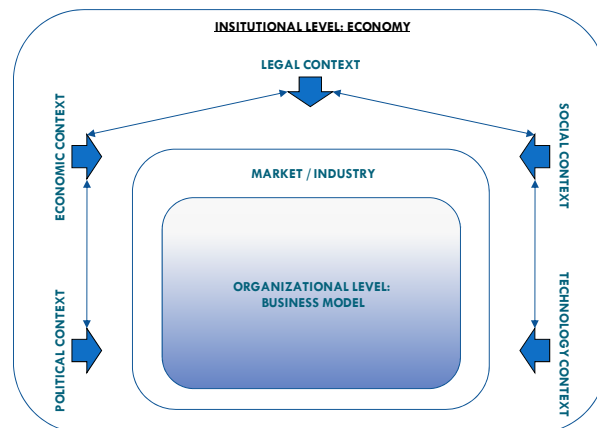 INSITUTIONAL LEVEL: ECONOMY
LEGAL CONTEXT
ECONOMIC CONTEXT
SOCIAL CONTEXT
MARKET / INDUSTRY
ORGANIZATIONAL LEVEL:
BUSINESS MODEL
POLITICAL CONTEXT
TECHNOLOGY CONTEXT